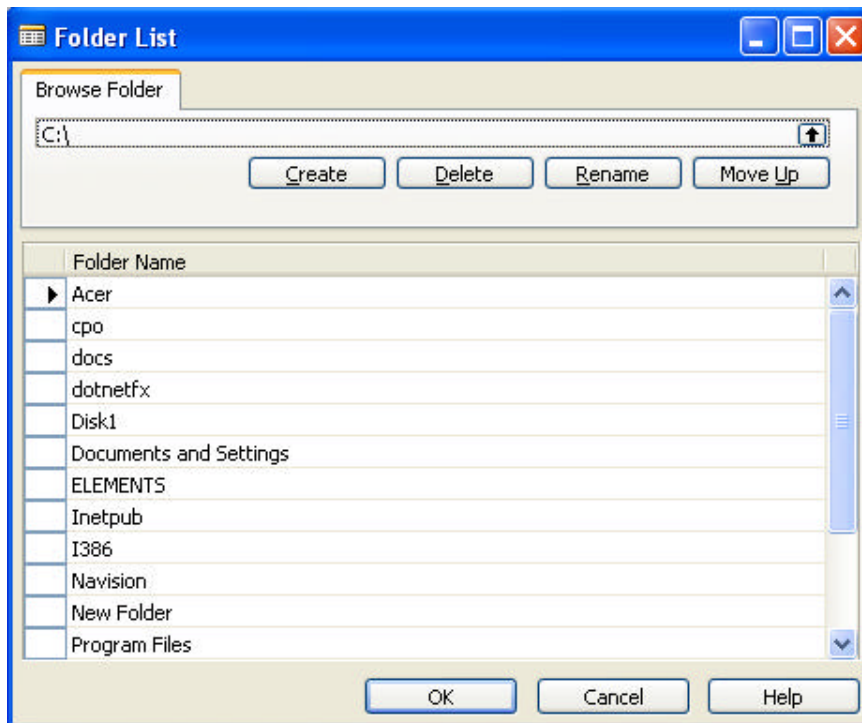 Folder List
Browse Folder
C:\
Create Delete Rename Move Up
Folder Name
Acer
cpo
docs
dotnetfx
Disk1
Documents and Settings
ELEMENTS
Inetpub
I386
Navision
New Folder
Program Files
OK Cancel Help